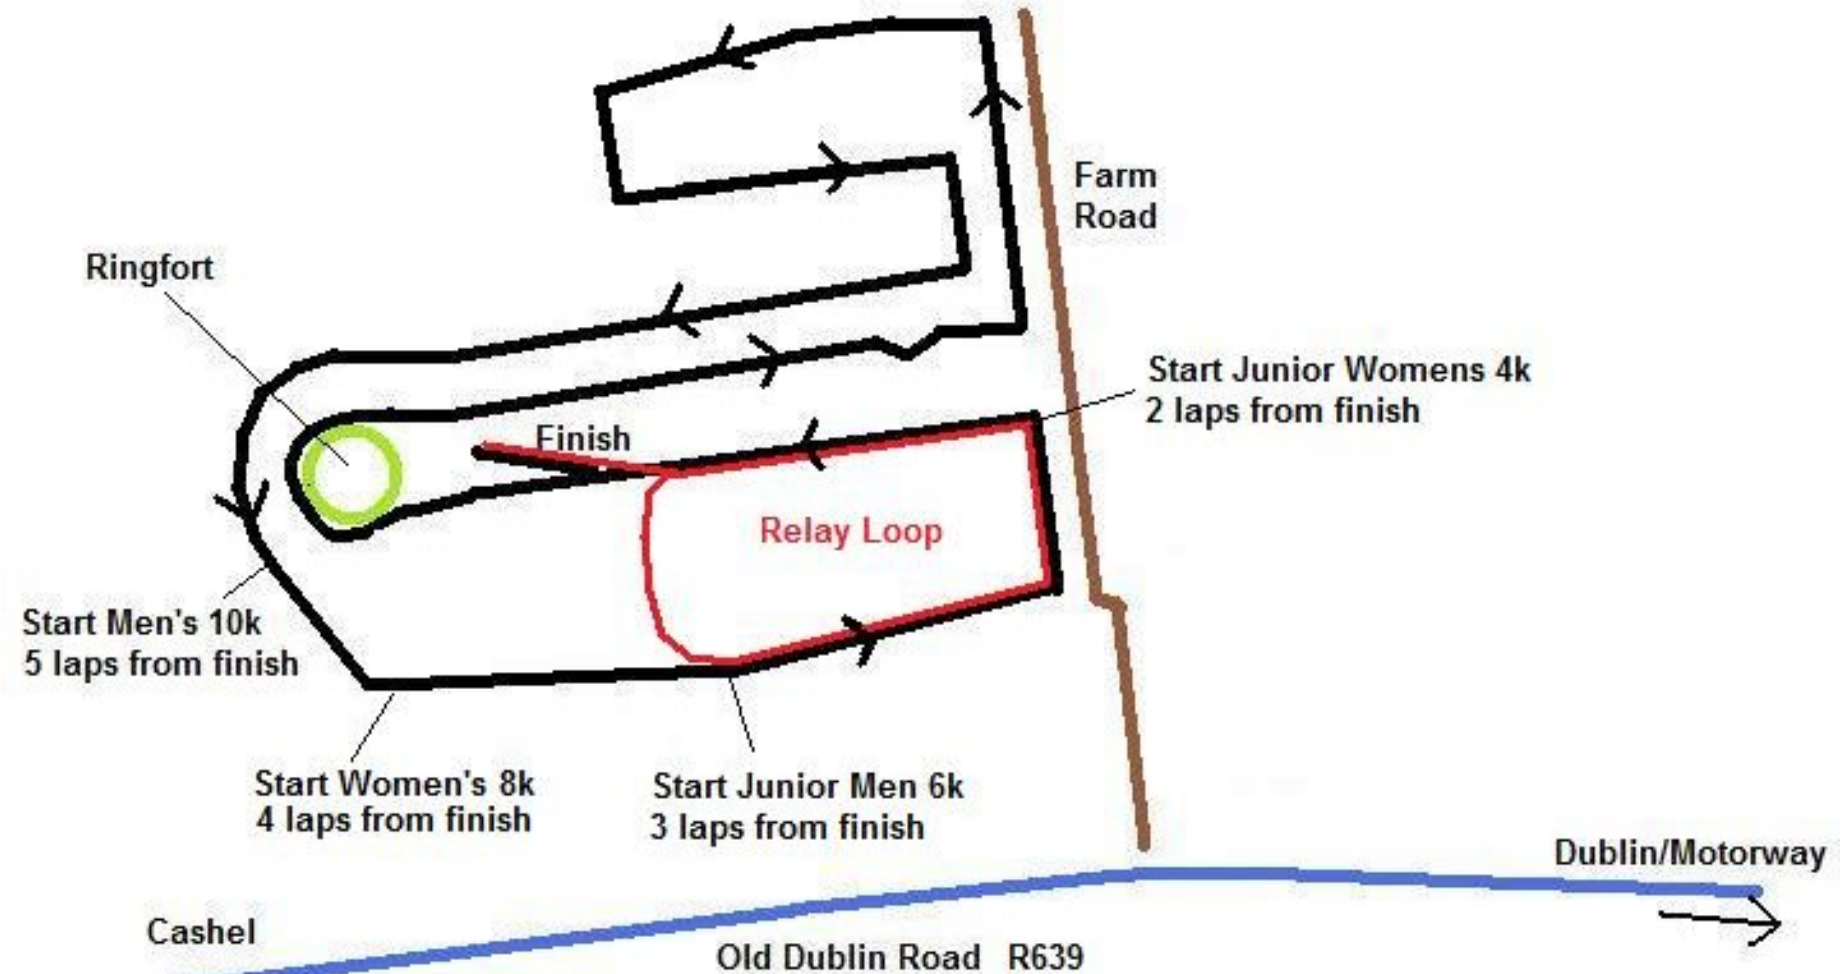 Farm
Road
Ringfort
Start Junior Womens 4k
2 laps from finish
Finish
Relay Loop
Start Men's 10k
5 laps from finish
Start Women's 8k
4 laps from finish
Start Junior Men 6k
3 laps from finish
Dublin/Motorway
Cashel
Old Dublin Road R639